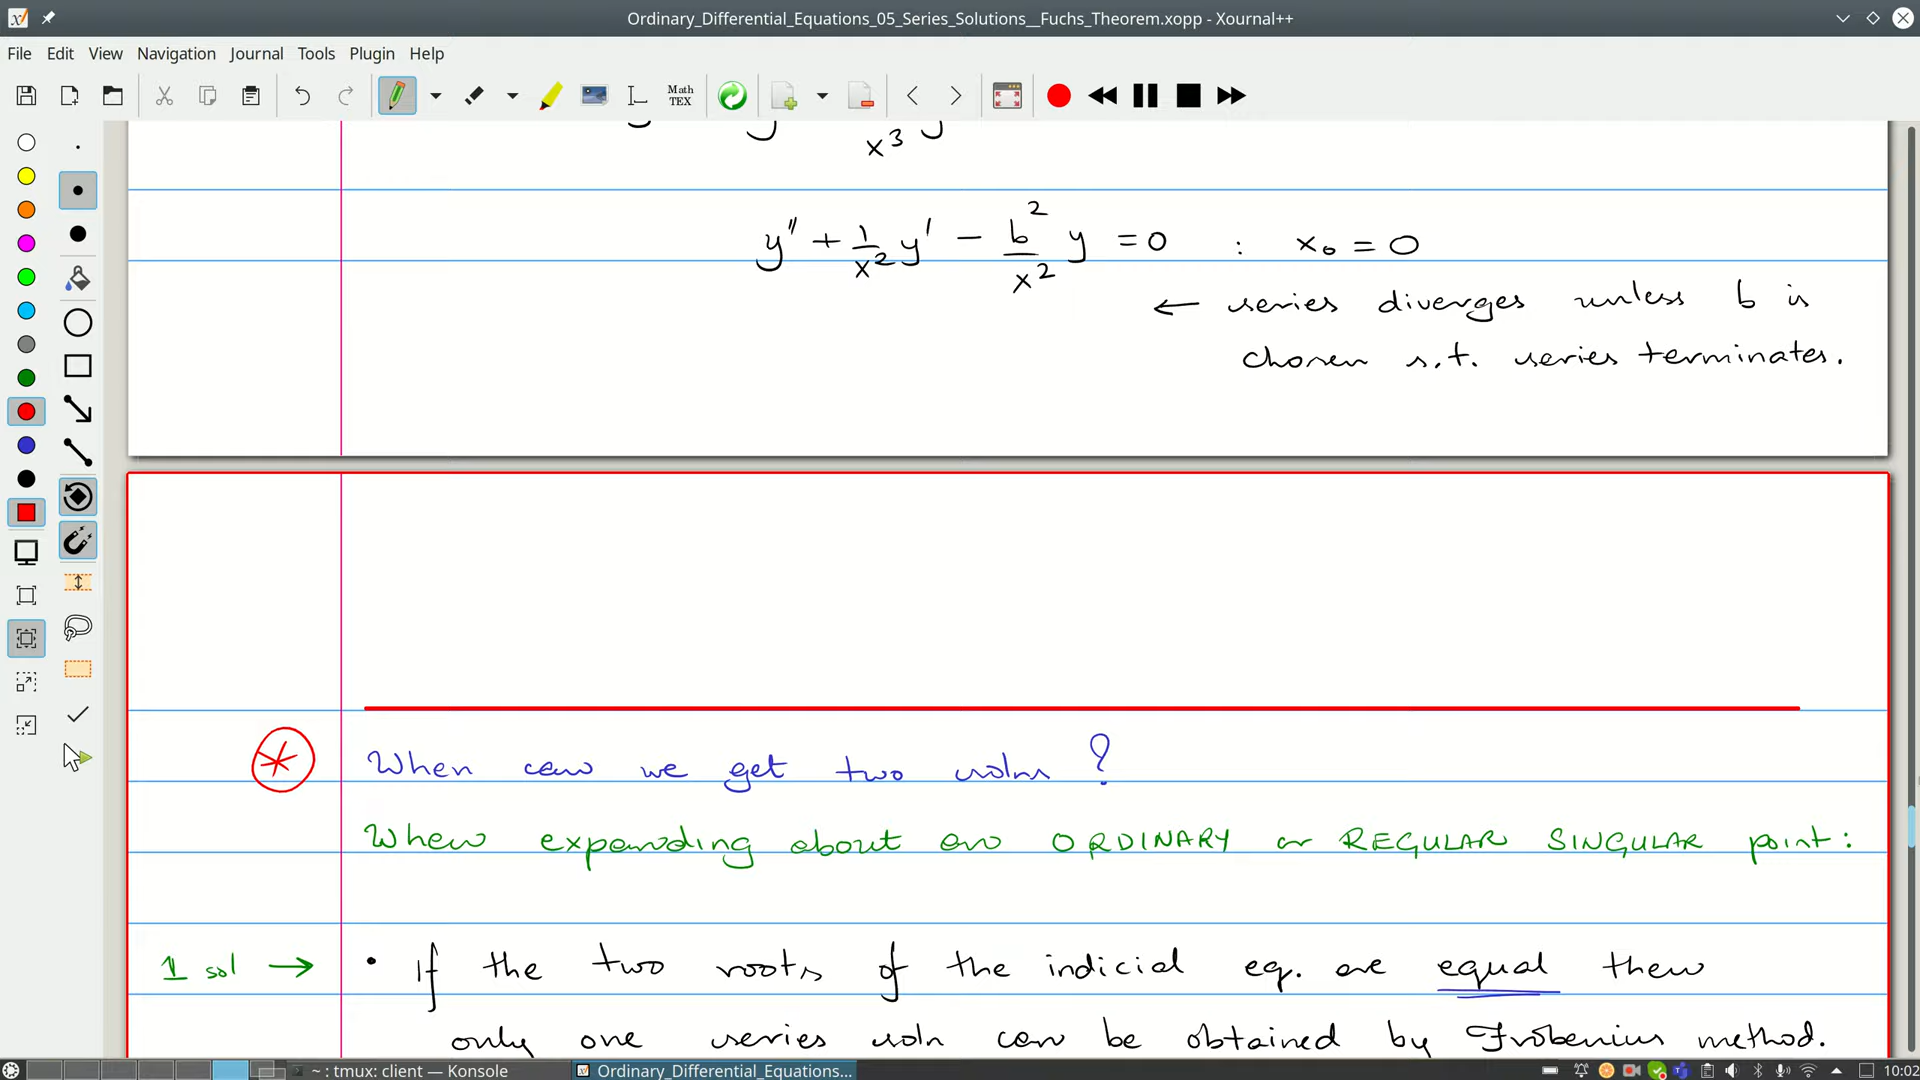 Ordinary_Differential_Equations_05_Series_Solutions__Fuchs_Theorem.xopp - Xournal++
File Edit View Navigation Journal Tools Plugin Help
Math
TEX
x³ y
y'' + 1/x² y' - b²/x² y = 0 : x₀ = 0
← series diverges unless b is
chosen s.t. series terminates.
* When can we get two solns ?
When expanding about an ORDINARY or REGULAR SINGULAR point:
1 sol → • If the two roots of the indicial eq. are equal then
only one series soln can be obtained by Frobenius method.
~ : tmux: client — Konsole
Ordinary_Differential_Equations...
10:02